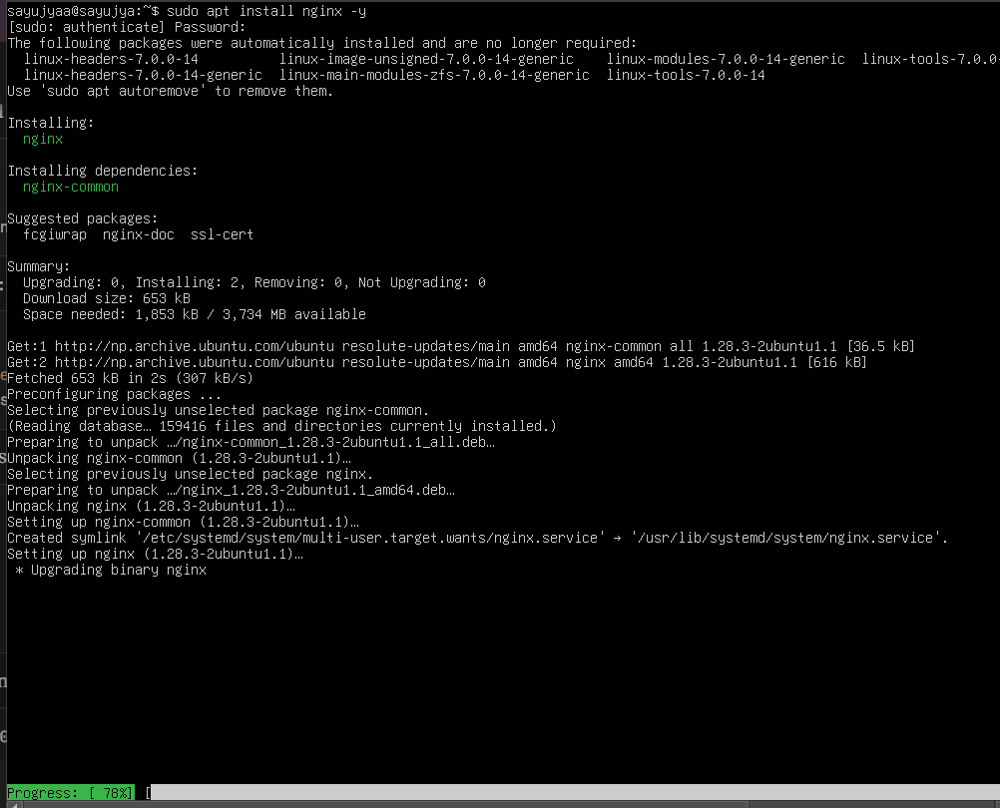 sayujyaa@sayujya:~$ sudo apt install nginx -y
[sudo: authenticate] Password:
The following packages were automatically installed and are no longer required:
  linux-headers-7.0.0-14          linux-image-unsigned-7.0.0-14-generic    linux-modules-7.0.0-14-generic  linux-tools-7.0.0-
  linux-headers-7.0.0-14-generic  linux-main-modules-zfs-7.0.0-14-generic  linux-tools-7.0.0-14
Use 'sudo apt autoremove' to remove them.
Installing:
  nginx
Installing dependencies:
  nginx-common
Suggested packages:
  fcgiwrap  nginx-doc  ssl-cert
Summary:
  Upgrading: 0, Installing: 2, Removing: 0, Not Upgrading: 0
  Download size: 653 kB
  Space needed: 1,853 kB / 3,734 MB available
Get:1 http://np.archive.ubuntu.com/ubuntu resolute-updates/main amd64 nginx-common all 1.28.3-2ubuntu1.1 [36.5 kB]
Get:2 http://np.archive.ubuntu.com/ubuntu resolute-updates/main amd64 nginx amd64 1.28.3-2ubuntu1.1 [616 kB]
Fetched 653 kB in 2s (307 kB/s)
Preconfiguring packages ...
Selecting previously unselected package nginx-common.
(Reading database… 159416 files and directories currently installed.)
Preparing to unpack …/nginx-common_1.28.3-2ubuntu1.1_all.deb…
Unpacking nginx-common (1.28.3-2ubuntu1.1)…
Selecting previously unselected package nginx.
Preparing to unpack …/nginx_1.28.3-2ubuntu1.1_amd64.deb…
Unpacking nginx (1.28.3-2ubuntu1.1)…
Setting up nginx-common (1.28.3-2ubuntu1.1)…
Created symlink '/etc/systemd/system/multi-user.target.wants/nginx.service' → '/usr/lib/systemd/system/nginx.service'.
Setting up nginx (1.28.3-2ubuntu1.1)…
 * Upgrading binary nginx
Progress: [ 78%] [